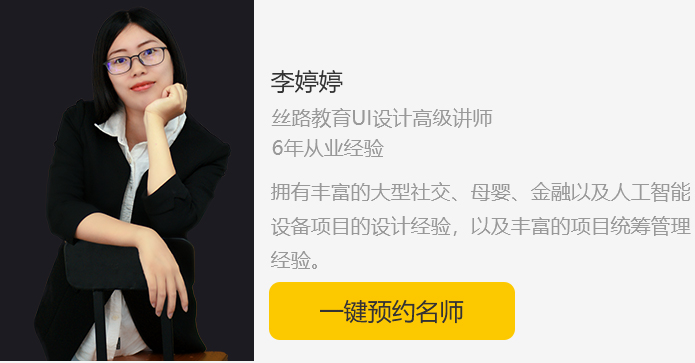 李婷婷
丝路教育UI设计高级讲师
6年从业经验
拥有丰富的大型社交、母婴、金融以及人工智能
设备项目的设计经验，以及丰富的项目统筹管理
经验。
一键预约名师